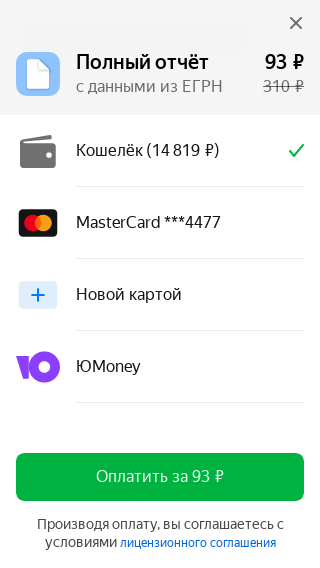 Полный отчёт 93 ₽
с данными из ЕГРН 310 ₽
Кошелёк (14 819 ₽)
MasterCard ***4477
Новой картой
ЮMoney
Оплатить за 93 ₽
Производя оплату, вы соглашаетесь с
условиями лицензионного соглашения